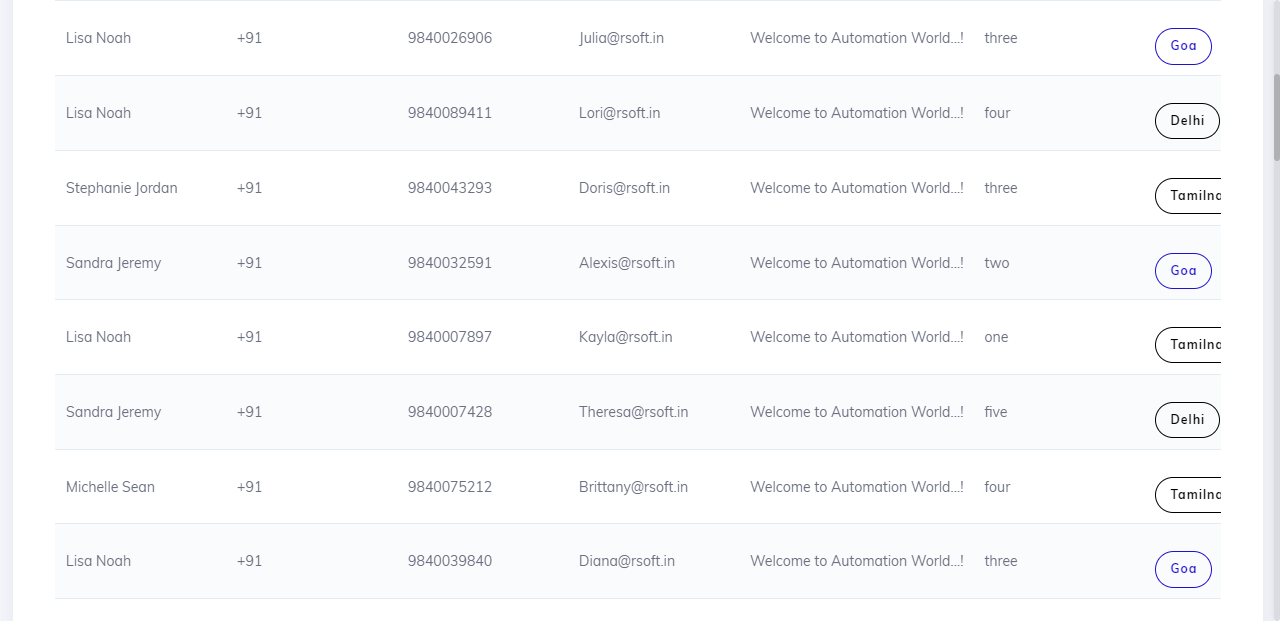 Lisa Noah +91 9840026906 Julia@rsoft.in Welcome to Automation World...! three Goa
Lisa Noah +91 9840089411 Lori@rsoft.in Welcome to Automation World...! four Delhi
Stephanie Jordan +91 9840043293 Doris@rsoft.in Welcome to Automation World...! three Tamilna
Sandra Jeremy +91 9840032591 Alexis@rsoft.in Welcome to Automation World...! two Goa
Lisa Noah +91 9840007897 Kayla@rsoft.in Welcome to Automation World...! one Tamilna
Sandra Jeremy +91 9840007428 Theresa@rsoft.in Welcome to Automation World...! five Delhi
Michelle Sean +91 9840075212 Brittany@rsoft.in Welcome to Automation World...! four Tamilna
Lisa Noah +91 9840039840 Diana@rsoft.in Welcome to Automation World...! three Goa